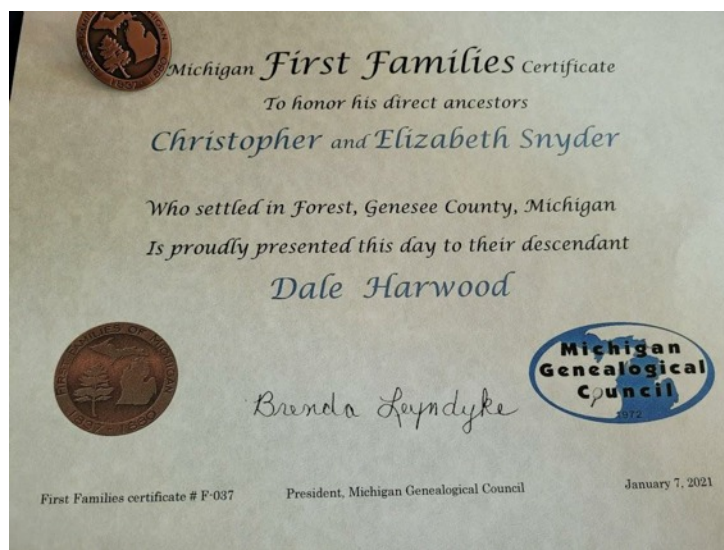 Michigan First Families Certificate
To honor his direct ancestors
Christopher and Elizabeth Snyder
Who settled in Forest, Genesee County, Michigan
Is proudly presented this day to their descendant
Dale Harwood
FIRST FAMILIES OF MICHIGAN
Michigan
Genealogical
Council
1972
Brenda Leyndyke
First Families certificate # F-037
President, Michigan Genealogical Council
January 7, 2021